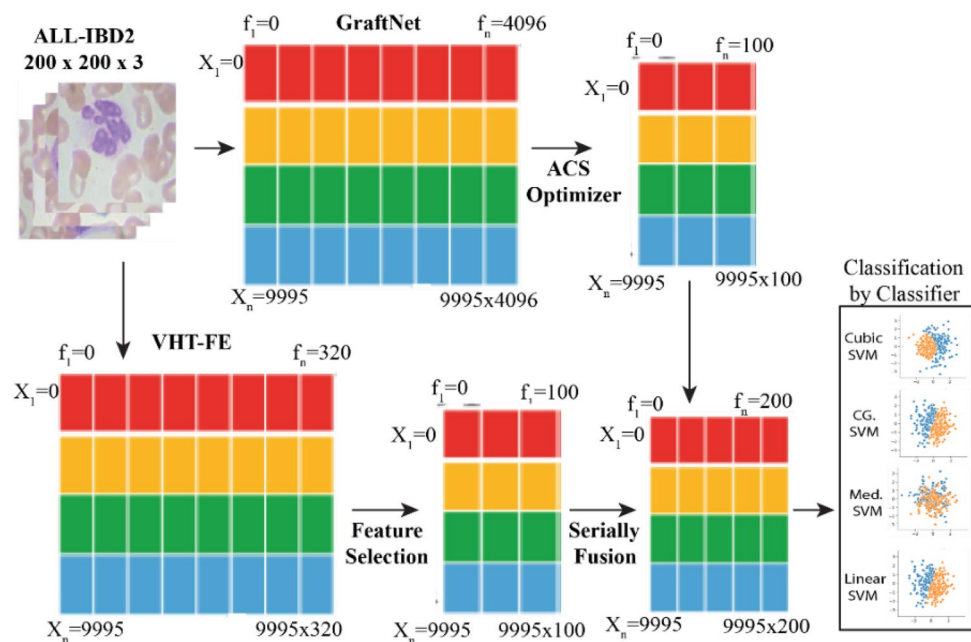 ALL-IBD2
200 x 200 x 3
GraftNet
f1=0
fn=4096
X1=0
Xn=9995
9995x4096
ACS
Optimizer
f1=0
fn=100
X1=0
Xn=9995
9995x100
VHT-FE
f1=0
fn=320
X1=0
Xn=9995
9995x320
Feature
Selection
f1=0
fn=100
X1=0
Xn=9995
9995x100
Serially
Fusion
f1=0
fn=200
X1=0
Xn=9995
9995x200
Classification
by Classifier
Cubic
SVM
CG.
SVM
Med.
SVM
Linear
SVM